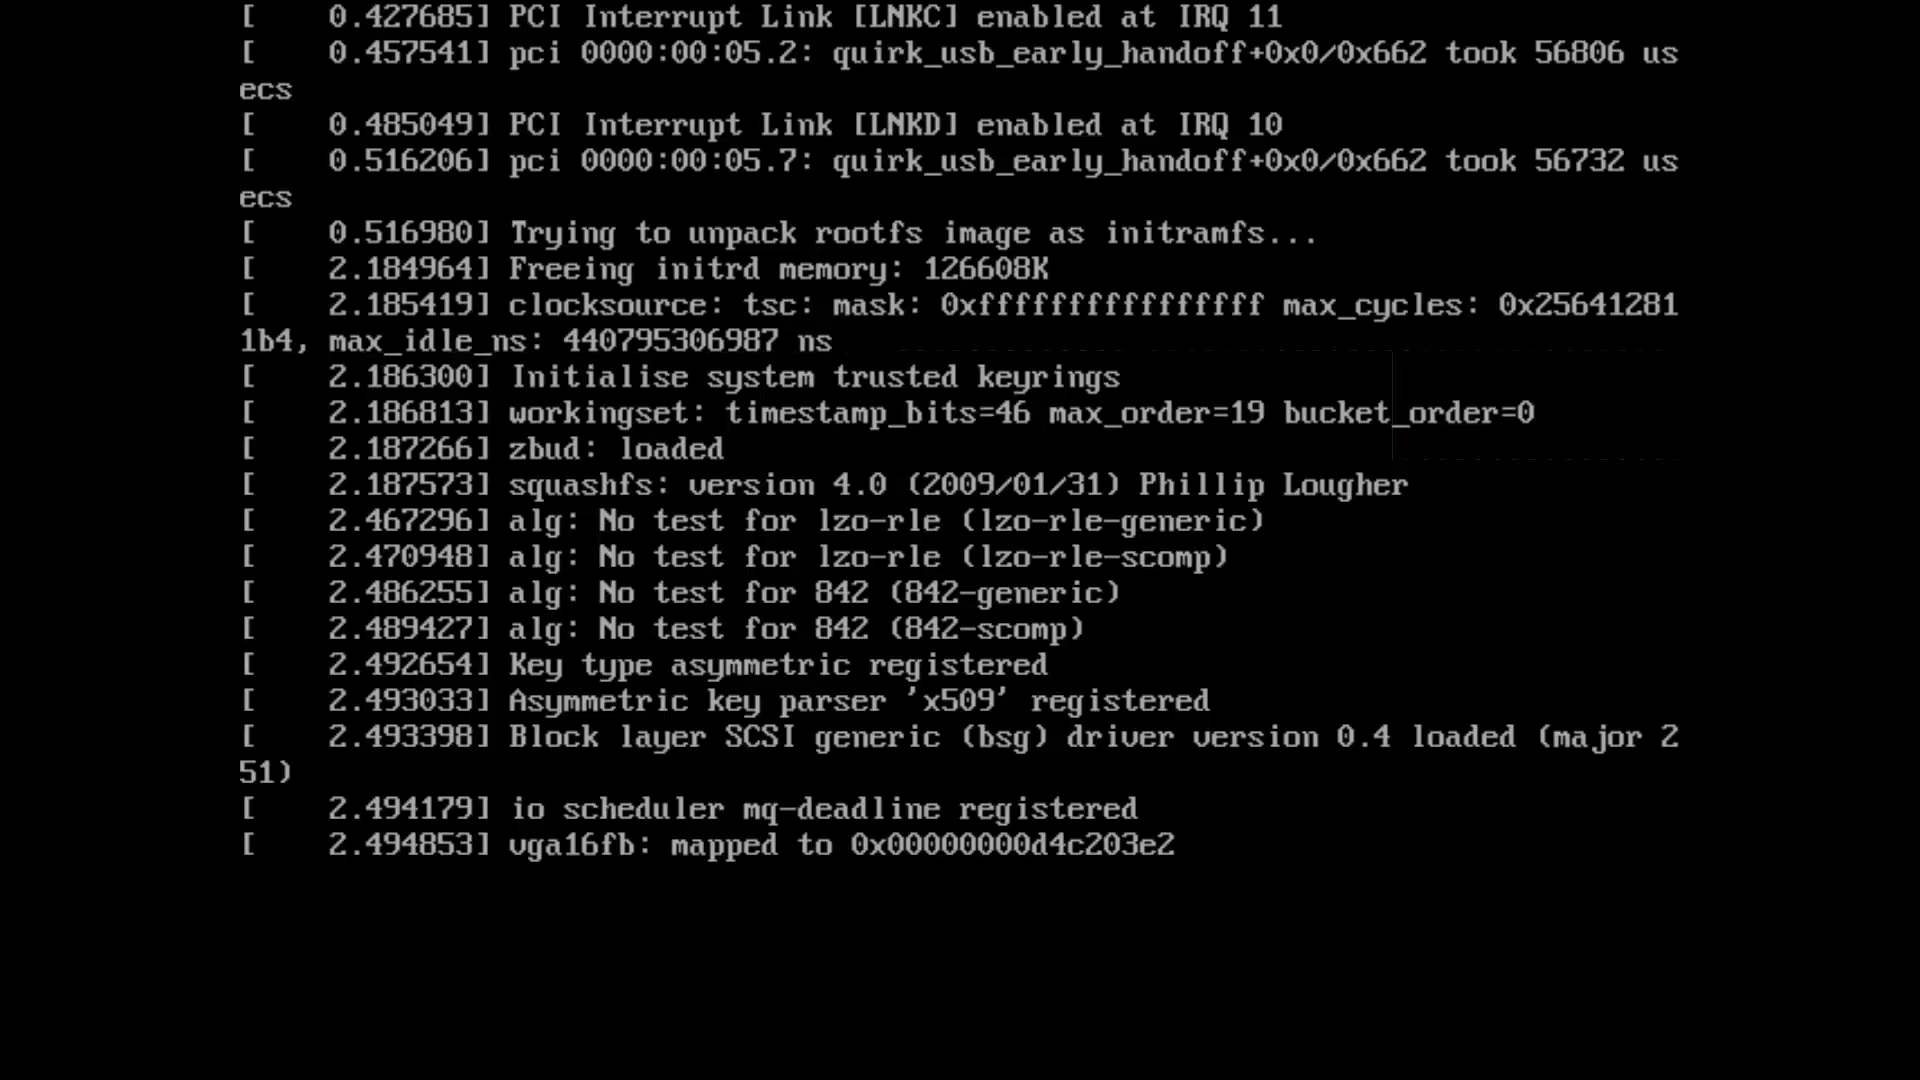 [    0.427685] PCI Interrupt Link [LNKC] enabled at IRQ 11
[    0.457541] pci 0000:00:05.2: quirk_usb_early_handoff+0x0/0x662 took 56806 us
ecs
[    0.485049] PCI Interrupt Link [LNKD] enabled at IRQ 10
[    0.516206] pci 0000:00:05.7: quirk_usb_early_handoff+0x0/0x662 took 56732 us
ecs
[    0.516980] Trying to unpack rootfs image as initramfs...
[    2.184964] Freeing initrd memory: 126608K
[    2.185419] clocksource: tsc: mask: 0xffffffffffffffff max_cycles: 0x25641281
1b4, max_idle_ns: 440795306987 ns
[    2.186300] Initialise system trusted keyrings
[    2.186813] workingset: timestamp_bits=46 max_order=19 bucket_order=0
[    2.187266] zbud: loaded
[    2.187573] squashfs: version 4.0 (2009/01/31) Phillip Lougher
[    2.467296] alg: No test for lzo-rle (lzo-rle-generic)
[    2.470948] alg: No test for lzo-rle (lzo-rle-scomp)
[    2.486255] alg: No test for 842 (842-generic)
[    2.489427] alg: No test for 842 (842-scomp)
[    2.492654] Key type asymmetric registered
[    2.493033] Asymmetric key parser 'x509' registered
[    2.493398] Block layer SCSI generic (bsg) driver version 0.4 loaded (major 2
51)
[    2.494179] io scheduler mq-deadline registered
[    2.494853] vga16fb: mapped to 0x00000000d4c203e2